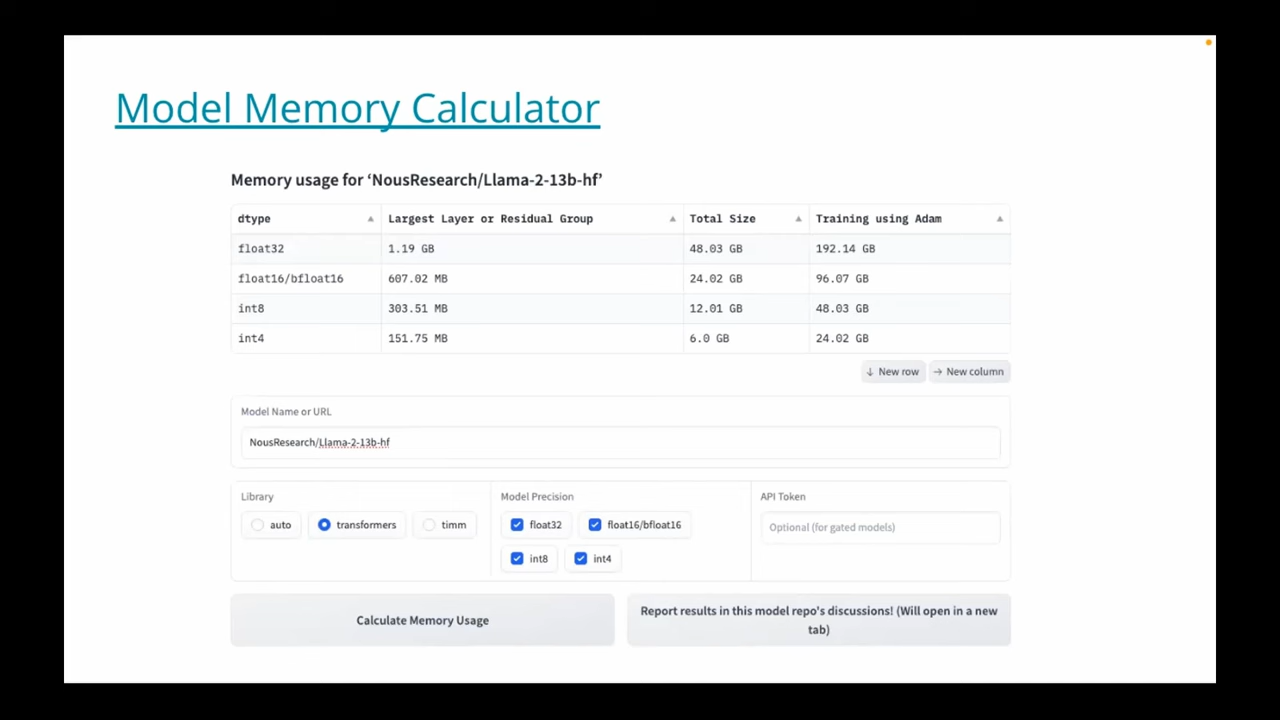 Model Memory Calculator
Memory usage for ‘NousResearch/Llama-2-13b-hf’
dtype Largest Layer or Residual Group Total Size Training using Adam
float32 1.19 GB 48.03 GB 192.14 GB
float16/bfloat16 607.02 MB 24.02 GB 96.07 GB
int8 303.51 MB 12.01 GB 48.03 GB
int4 151.75 MB 6.0 GB 24.02 GB
↓ New row → New column
Model Name or URL
NousResearch/Llama-2-13b-hf
Library Model Precision API Token
auto transformers timm float32 float16/bfloat16 Optional (for gated models)
int8 int4
Calculate Memory Usage
Report results in this model repo's discussions! (Will open in a new
tab)